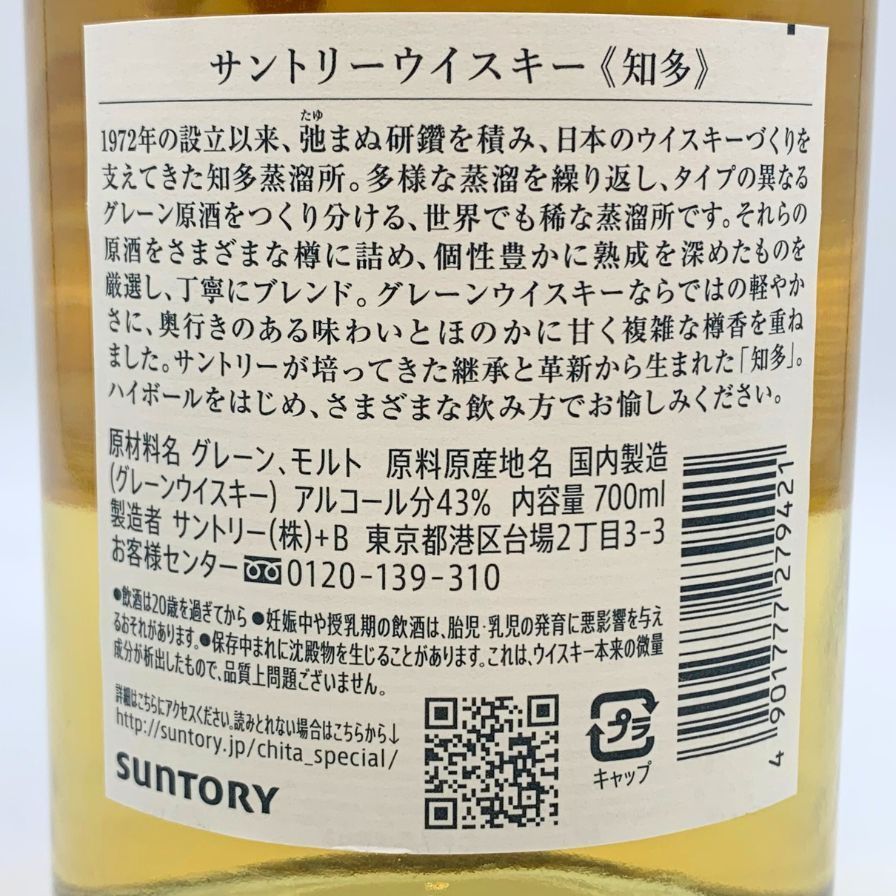 サントリーウイスキー《知多》
たゆ
1972年の設立以来、弛まぬ研鑽を積み、日本のウイスキーづくりを
支えてきた知多蒸溜所。多様な蒸溜を繰り返し、タイプの異なる
グレーン原酒をつくり分ける、世界でも稀な蒸溜所です。それらの
原酒をさまざまな樽に詰め、個性豊かに熟成を深めたものを
厳選し、丁寧にブレンド。グレーンウイスキーならではの軽やか
さに、奥行きのある味わいとほのかに甘く複雑な樽香を重ね
ました。サントリーが培ってきた継承と革新から生まれた「知多」。
ハイボールをはじめ、さまざまな飲み方でお愉しみください。
原材料名 グレーン、モルト 原料原産地名 国内製造
(グレーンウイスキー) アルコール分43% 内容量 700ml
製造者 サントリー(株)+B 東京都港区台場2丁目3-3
お客様センター 0120-139-310
●飲酒は20歳を過ぎてから ●妊娠中や授乳期の飲酒は、胎児・乳児の発育に悪影響を与え
るおそれがあります。●保存中まれに沈殿物を生じることがあります。これは、ウイスキー本来の微量
成分が析出したもので、品質上問題ございません。
詳細はこちらにアクセスください。読みとれない場合はこちらから↓
http://suntory.jp/chita_special/
SUNTORY
プラ
キャップ
4 901777 279421